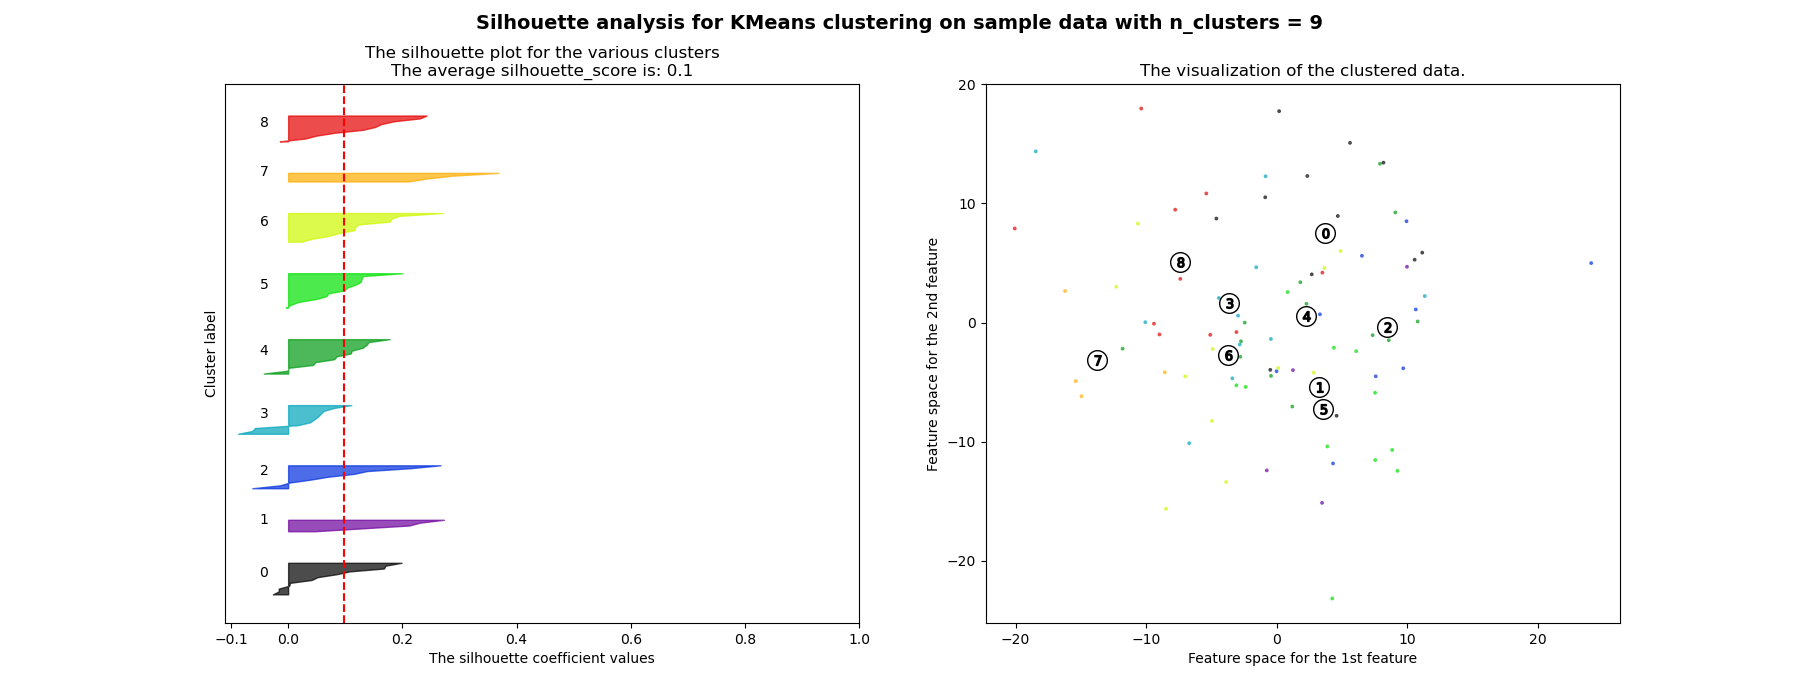 Silhouette analysis for KMeans clustering on sample data with n_clusters = 9
The silhouette plot for the various clusters
The average silhouette_score is: 0.1
8
7
6
5
4
3
2
1
0
Cluster label
−0.1 0.0 0.2 0.4 0.6 0.8 1.0
The silhouette coefficient values
The visualization of the clustered data.
20
10
0
−10
−20
Feature space for the 2nd feature
0
8
3
4
2
6
7
1
5
−20 −10 0 10 20
Feature space for the 1st feature